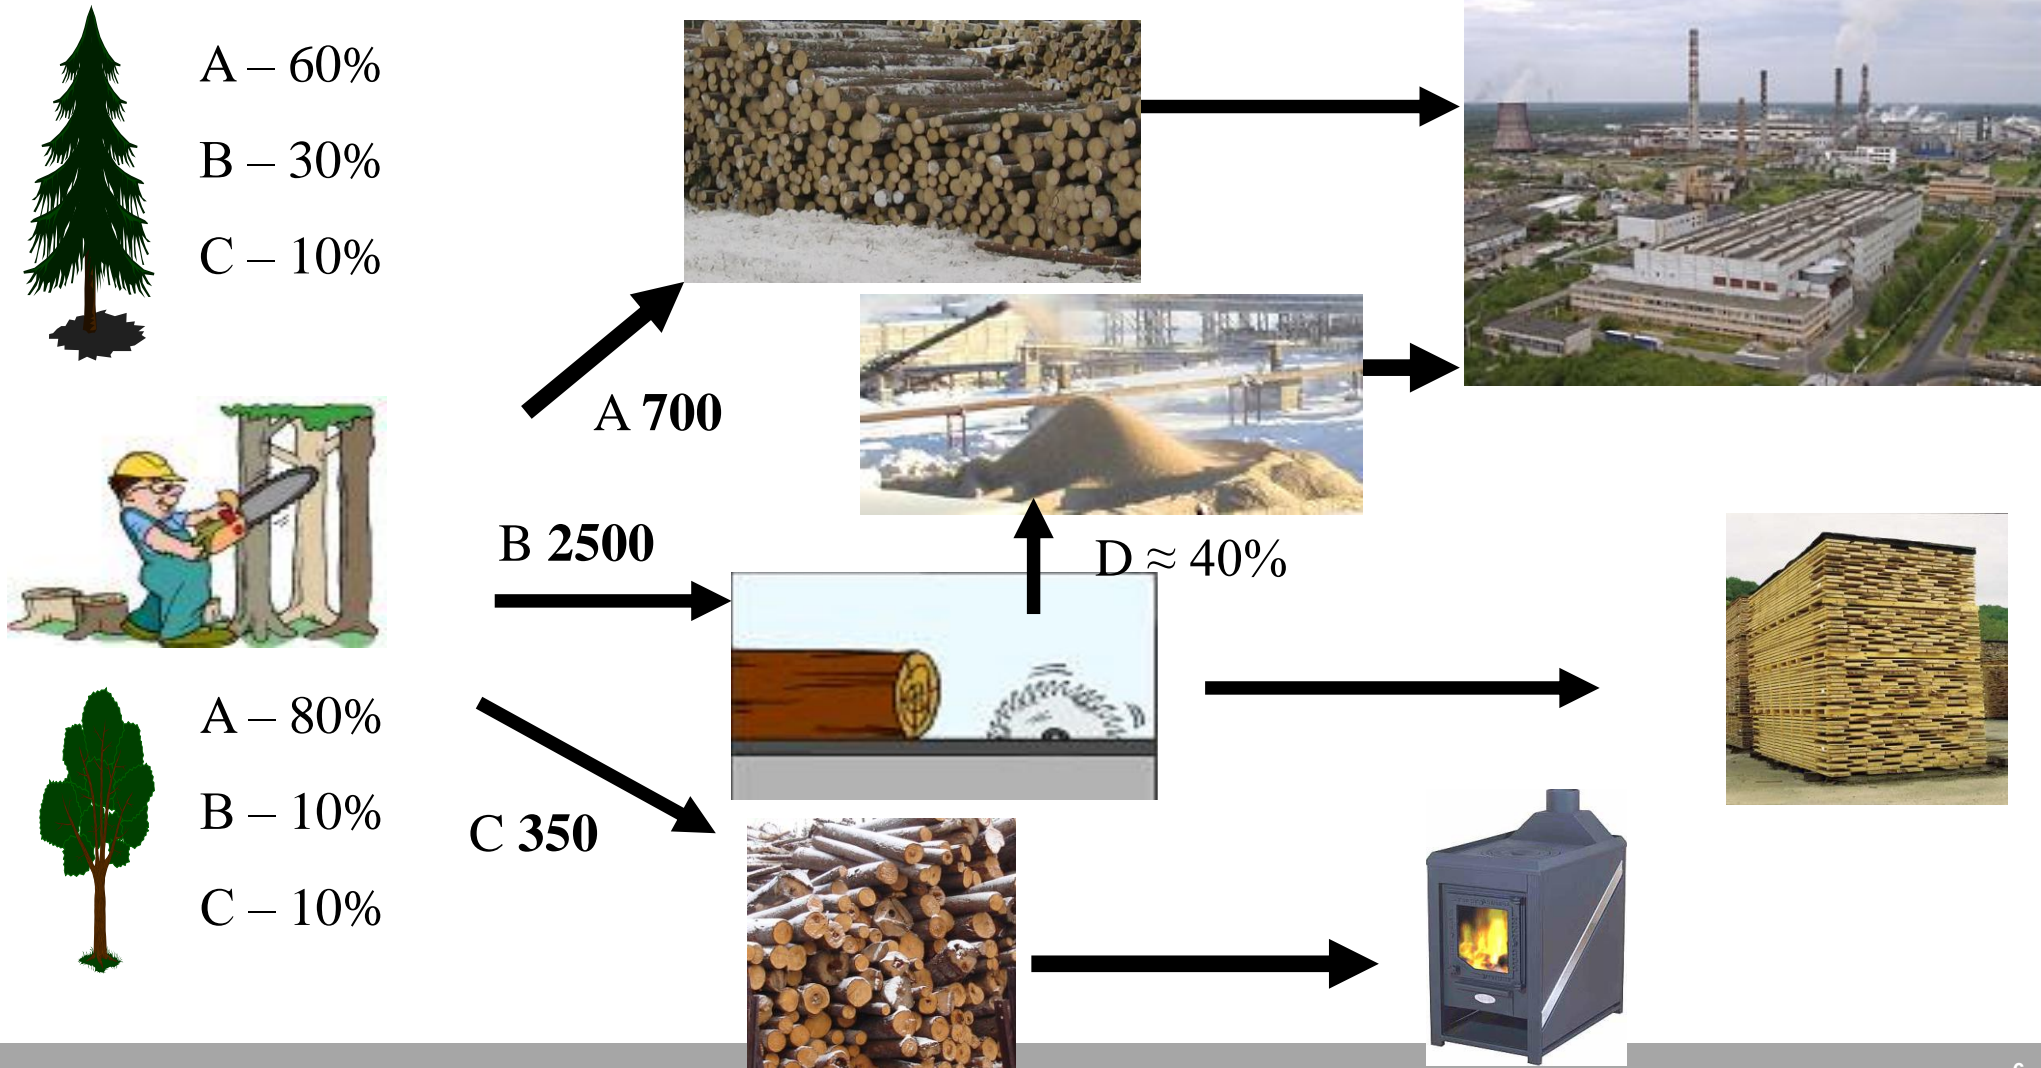 A – 60%
B – 30%
C – 10%
A 700
B 2500
D ≈ 40%
A – 80%
B – 10%
C – 10%
C 350